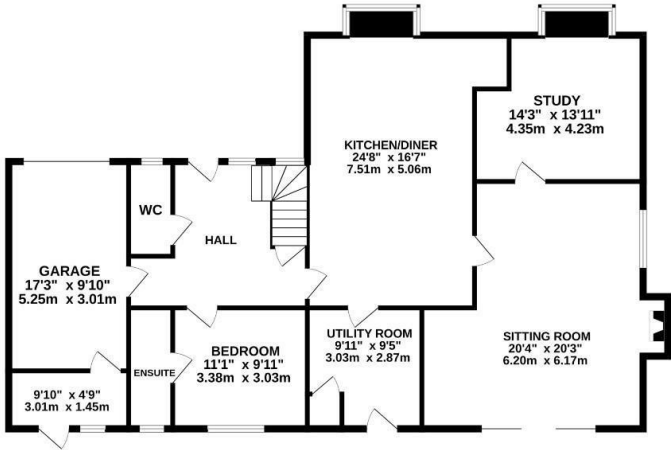 STUDY
14'3" x 13'11"
4.35m x 4.23m
KITCHEN/DINER
24'8" x 16'7"
7.51m x 5.06m
WC
HALL
GARAGE
17'3" x 9'10"
5.25m x 3.01m
SITTING ROOM
20'4" x 20'3"
6.20m x 6.17m
UTILITY ROOM
9'11" x 9'5"
3.03m x 2.87m
BEDROOM
11'1" x 9'11"
3.38m x 3.03m
ENSUITE
9'10" x 4'9"
3.01m x 1.45m